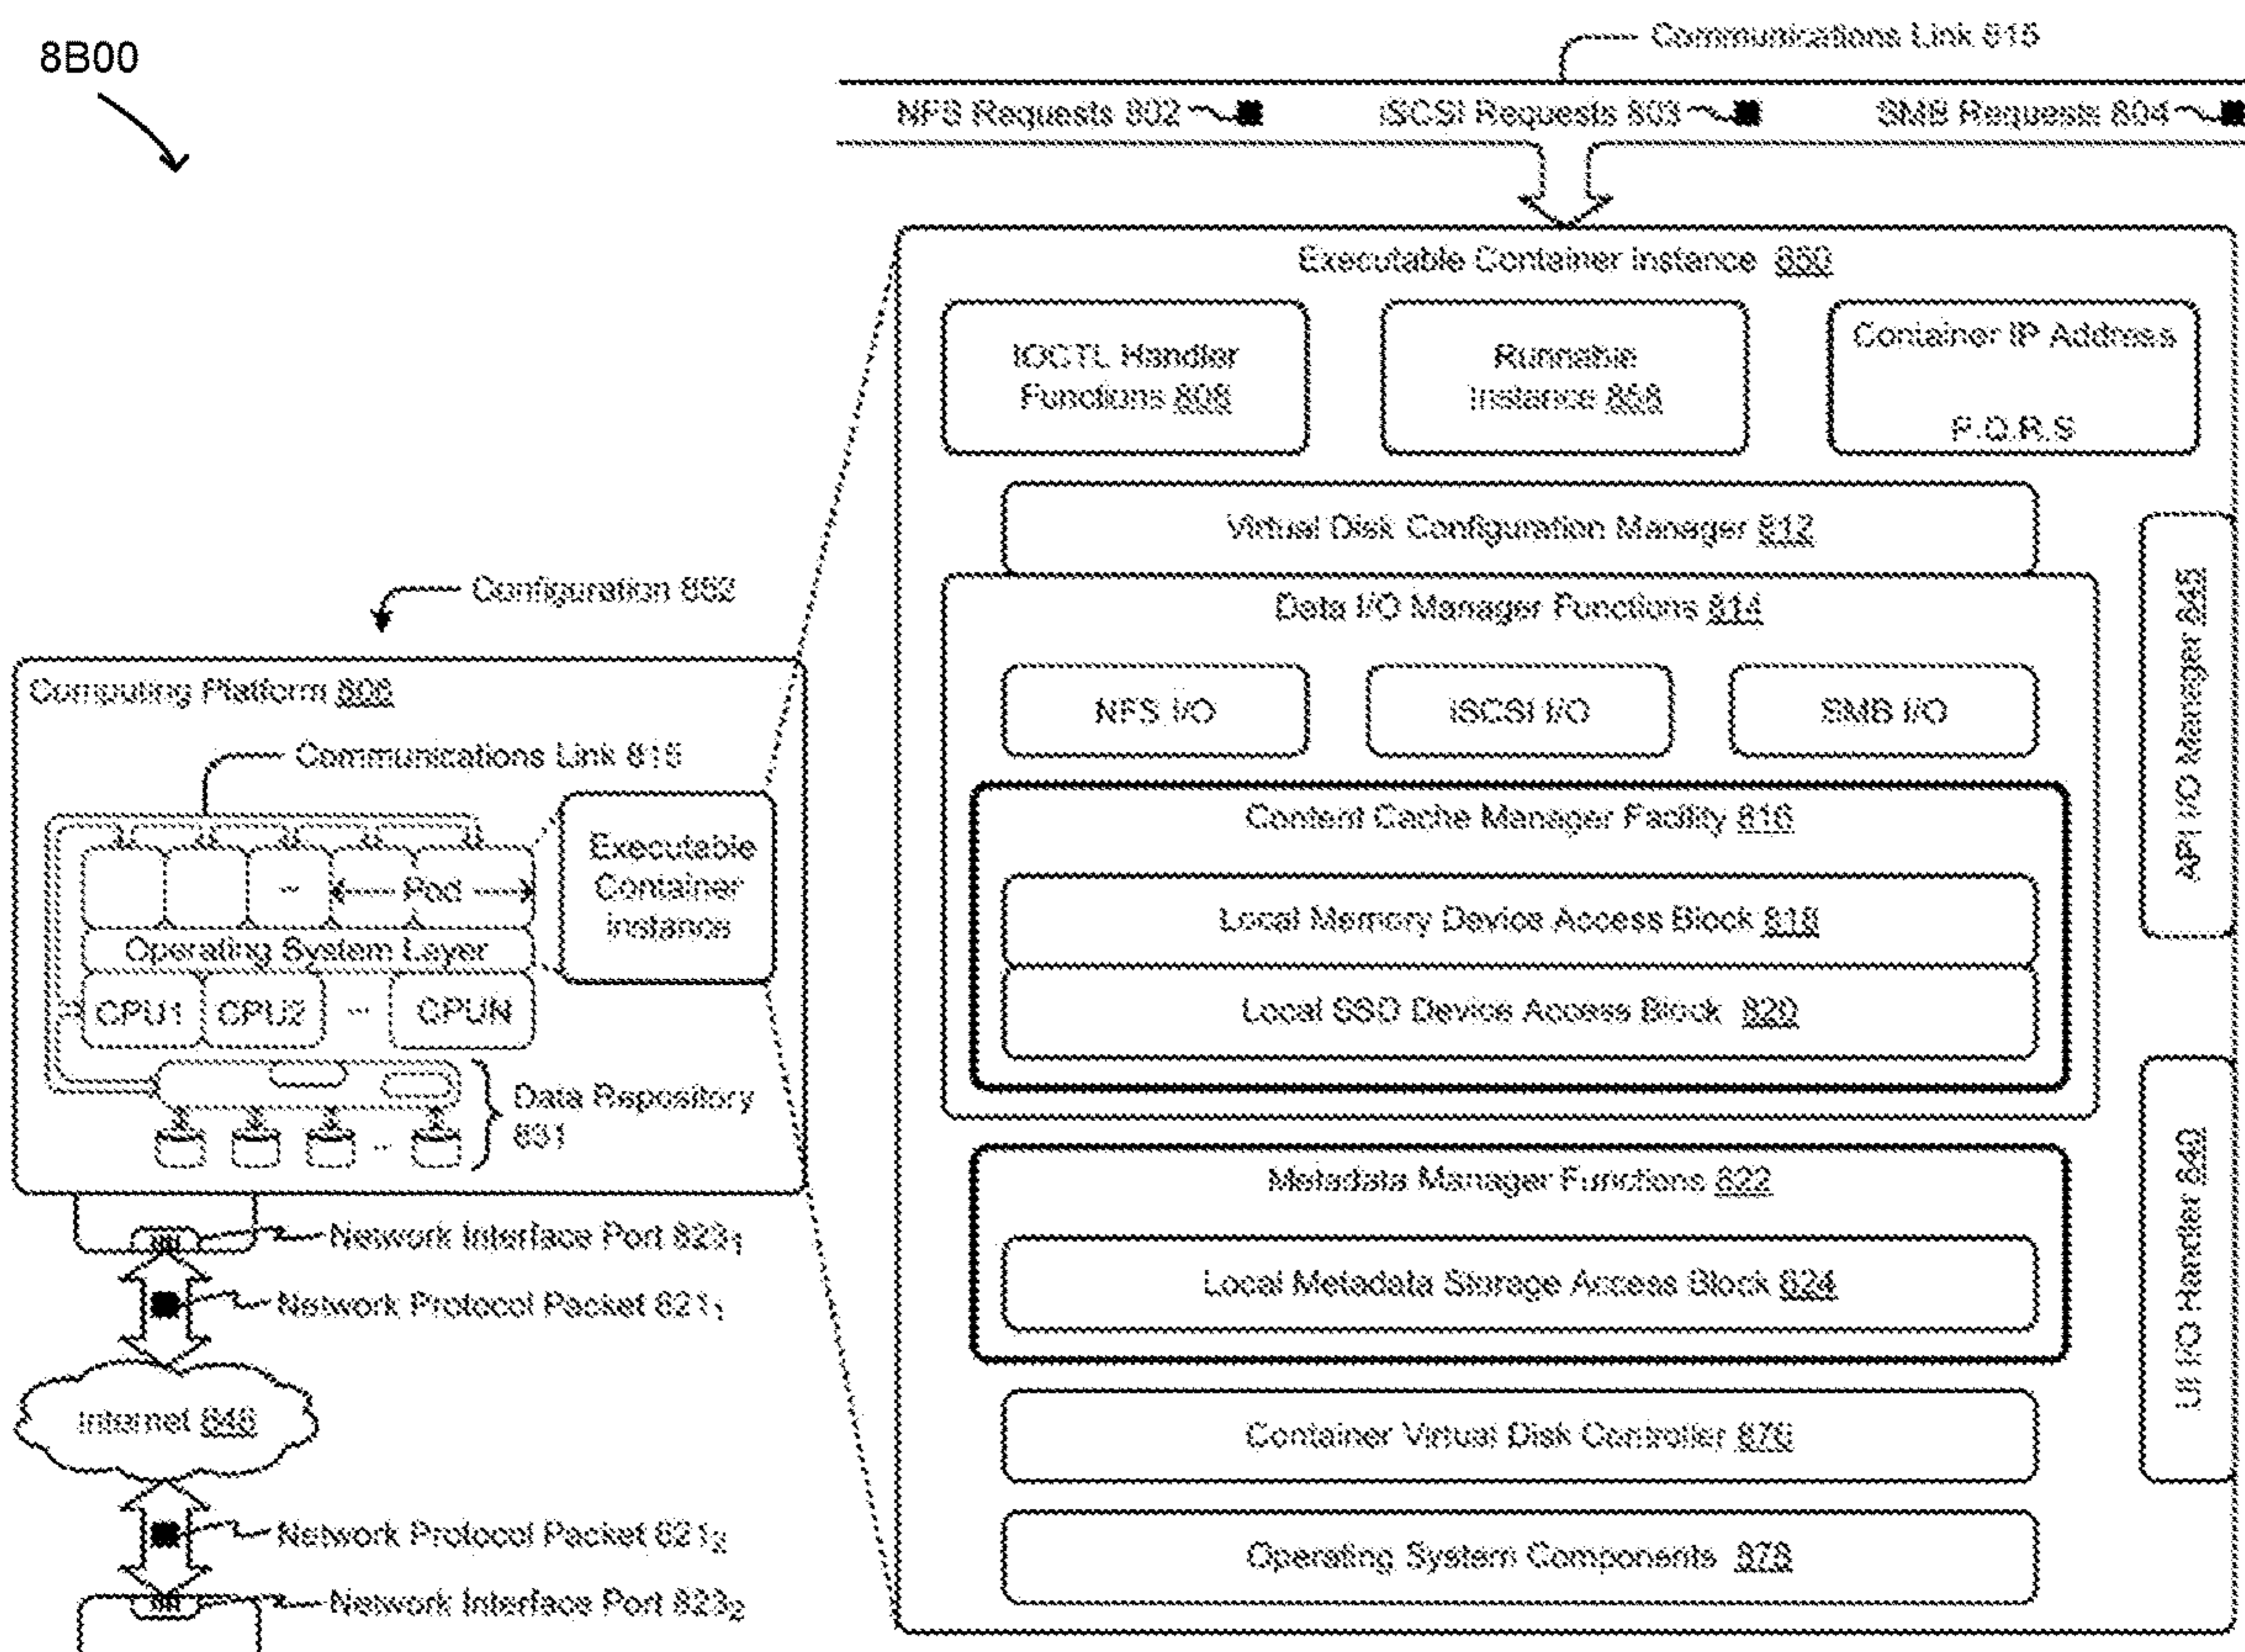 8B00
Communications Link 815
NFS Requests 802
iSCSI Requests 803
SMB Requests 804
Executable Container Instance 850
IOCTL Handler
Functions 808
Runnable
Instance 858
Container IP Address
P.Q.R.S
Virtual Disk Configuration Manager 812
Data I/O Manager Functions 814
NFS I/O
iSCSI I/O
SMB I/O
Content Cache Manager Facility 816
Local Memory Device Access Block 818
Local SSD Device Access Block 820
Metadata Manager Functions 822
Local Metadata Storage Access Block 824
Container Virtual Disk Controller 876
Operating System Components 878
API I/O Manager 845
UI I/O Handler 840
Configuration 852
Computing Platform 806
Communications Link 815
...
Pod
Executable
Container
Instance
Operating System Layer
CPU1
CPU2
...
CPUN
Data Repository
831
...
Network Interface Port 823₁
Network Protocol Packet 821₁
Internet 848
Network Protocol Packet 821₂
Network Interface Port 823₂